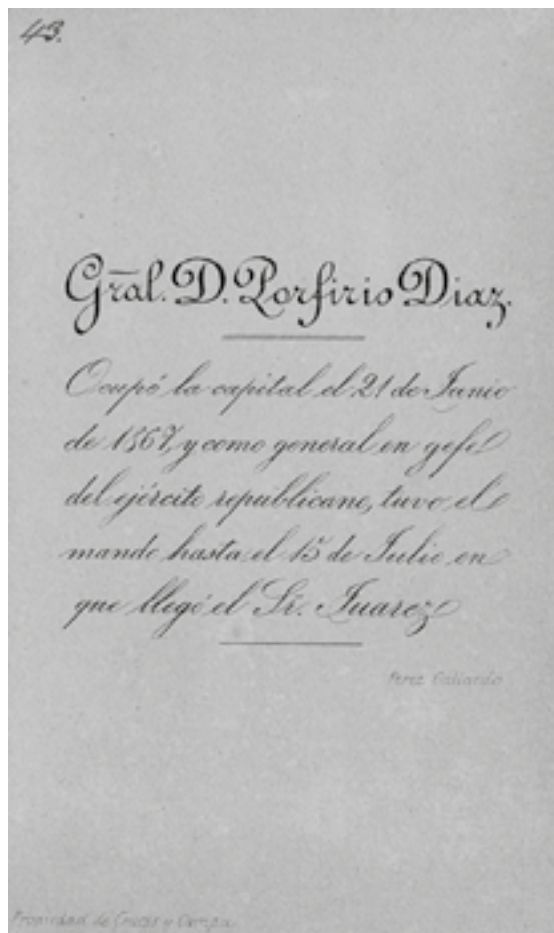 43.
Gral. D. Porfirio Diaz.
Ocupó la capital el 21 de Junio
de 1867, y como general en gefe
del ejército republicano, tuvo el
mando hasta el 15 de Julio en
que llegó el Sr. Juarez
Perez Gallardo
Propiedad de Cruces y Campa.